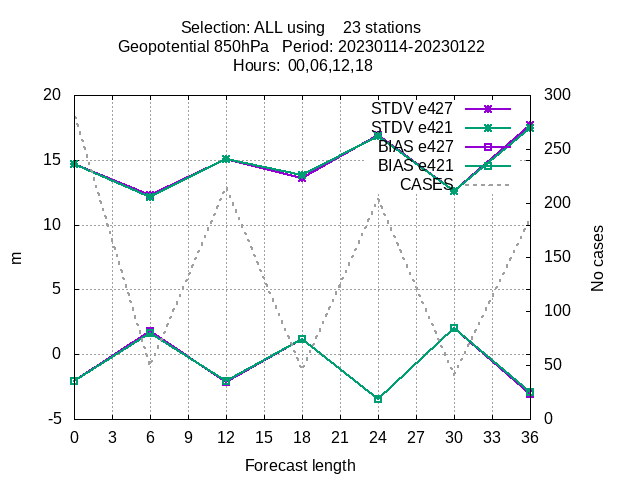 Selection: ALL using    23 stations
Geopotential 850hPa   Period: 20230114-20230122
Hours:  00,06,12,18
STDV e427
STDV e421
BIAS e427
BIAS e421
CASES
20
15
10
5
0
-5
m
300
250
200
150
100
50
0
No cases
0 3 6 9 12 15 18 21 24 27 30 33 36
Forecast length